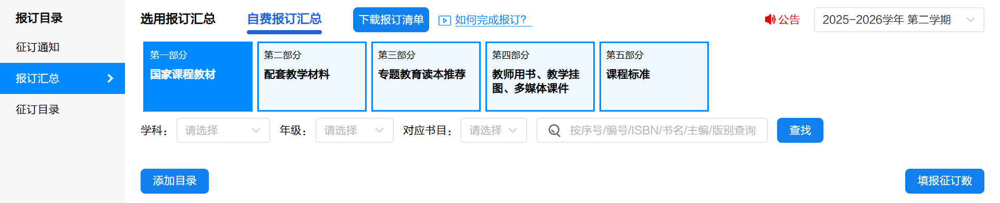 报订目录
征订通知
报订汇总
征订目录
选用报订汇总 自费报订汇总 下载报订清单 如何完成报订? 公告 2025-2026学年 第二学期
第一部分
国家课程教材
第二部分
配套教学材料
第三部分
专题教育读本推荐
第四部分
教师用书、教学挂
图、多媒体课件
第五部分
课程标准
学科: 请选择 年级: 请选择 对应书目: 请选择 按序号/编号/ISBN/书名/主编/版别查询 查找
添加目录 填报征订数